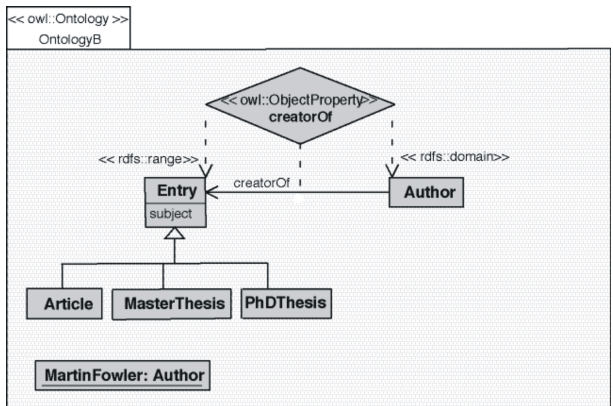 << owl::Ontology >>
OntologyB
<< owl::ObjectProperty>>
creatorOf
<< rdfs::range>>
<< rdfs::domain>>
creatorOf
Entry
Author
subject
Article
MasterThesis
PhDThesis
MartinFowler: Author